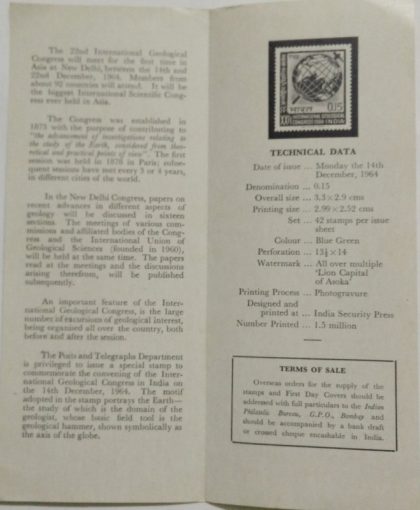 The 22nd International Geological
Congress will meet for the first time in
Asia at New Delhi, between the 14th and
22nd December, 1964. Members from
about 92 countries will attend. It will be
the biggest International Scientific Cong-
ress ever held in Asia.
The Congress was established in
1875 with the purpose of contributing to
"the advancement of investigations relating to
the study of the Earth, considered from theo-
retical and practical points of view". The first
session was held in 1878 in Paris; subse-
quent sessions have met every 3 or 4 years,
in different cities of the world.
In the New Delhi Congress, papers on
recent advances in different aspects of
geology will be discussed in sixteen
sections. The meetings of various com-
missions and affiliated bodies of the Cong-
ress and the International Union of
Geological Sciences (founded in 1960),
will be held at the same time. The papers
read at the meetings and the discussions
arising therefrom, will be published
subsequently.
An important feature of the Inter-
national Geological Congress, is the large
number of excursions of geological interest,
being organised all over the country, both
before and after the session.
The Posts and Telegraphs Department
is privileged to issue a special stamp to
commemorate the convening of the Inter-
national Geological Congress in India on
the 14th December, 1964. The motif
adopted in the stamp portrays the Earth—
the study of which is the domain of the
geologist, whose basic field tool is the
geological hammer, shown symbolically as
the axis of the globe.
भारत
0.15
XXII INTERNATIONAL GEOLOGICAL
CONGRESS 1964 INDIA
TECHNICAL DATA
Date of issue ... Monday the 14th
December, 1964
Denomination ... 0.15
Overall size ... 3.3×2.9 cms
Printing size ... 2.99×2.52 cms
Set ... 42 stamps per issue
sheet
Colour ... Blue Green
Perforation ... 13½×14
Watermark ... All over multiple
'Lion Capital
of Asoka'
Printing Process ... Photogravure
Designed and
printed at ... India Security Press
Number Printed ... 1.5 million
TERMS OF SALE
Overseas orders for the supply of the
stamps and First Day Covers should be
addressed with full particulars to the Indian
Philatelic Bureau, G.P.O., Bombay and
should be accompanied by a bank draft
or crossed cheque encashable in India.